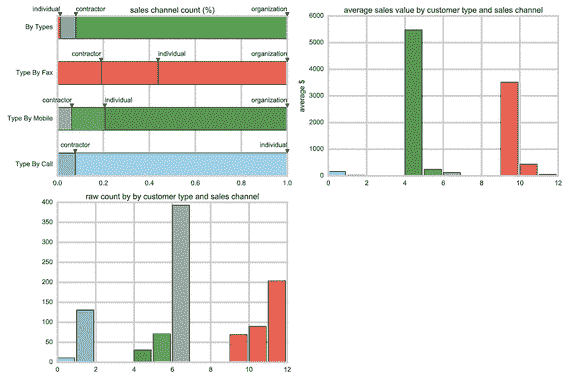 sales channel count (%)
individual contractor organization
By Types
contractor individual organization
Type By Fax
contractor individual organization
Type By Mobile
contractor individual
Type By Call
0.0 0.2 0.4 0.6 0.8 1.0
average sales value by customer type and sales channel
average $
6000
5000
4000
3000
2000
1000
0
0 2 4 6 8 10 12
raw count by by customer type and sales channel
400
350
300
250
200
150
100
50
0
0 2 4 6 8 10 12